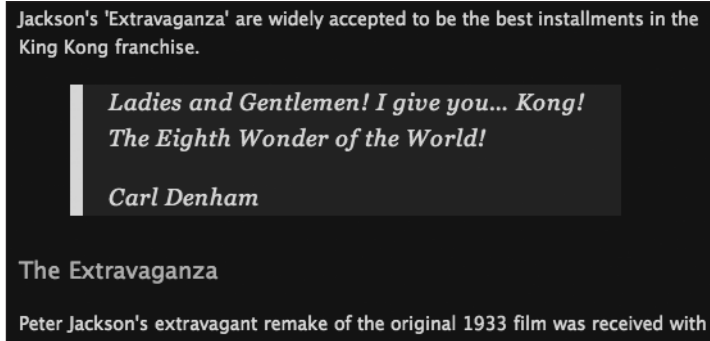 Jackson's 'Extravaganza' are widely accepted to be the best installments in the
King Kong franchise.
Ladies and Gentlemen! I give you... Kong!
The Eighth Wonder of the World!
Carl Denham
The Extravaganza
Peter Jackson's extravagant remake of the original 1933 film was received with